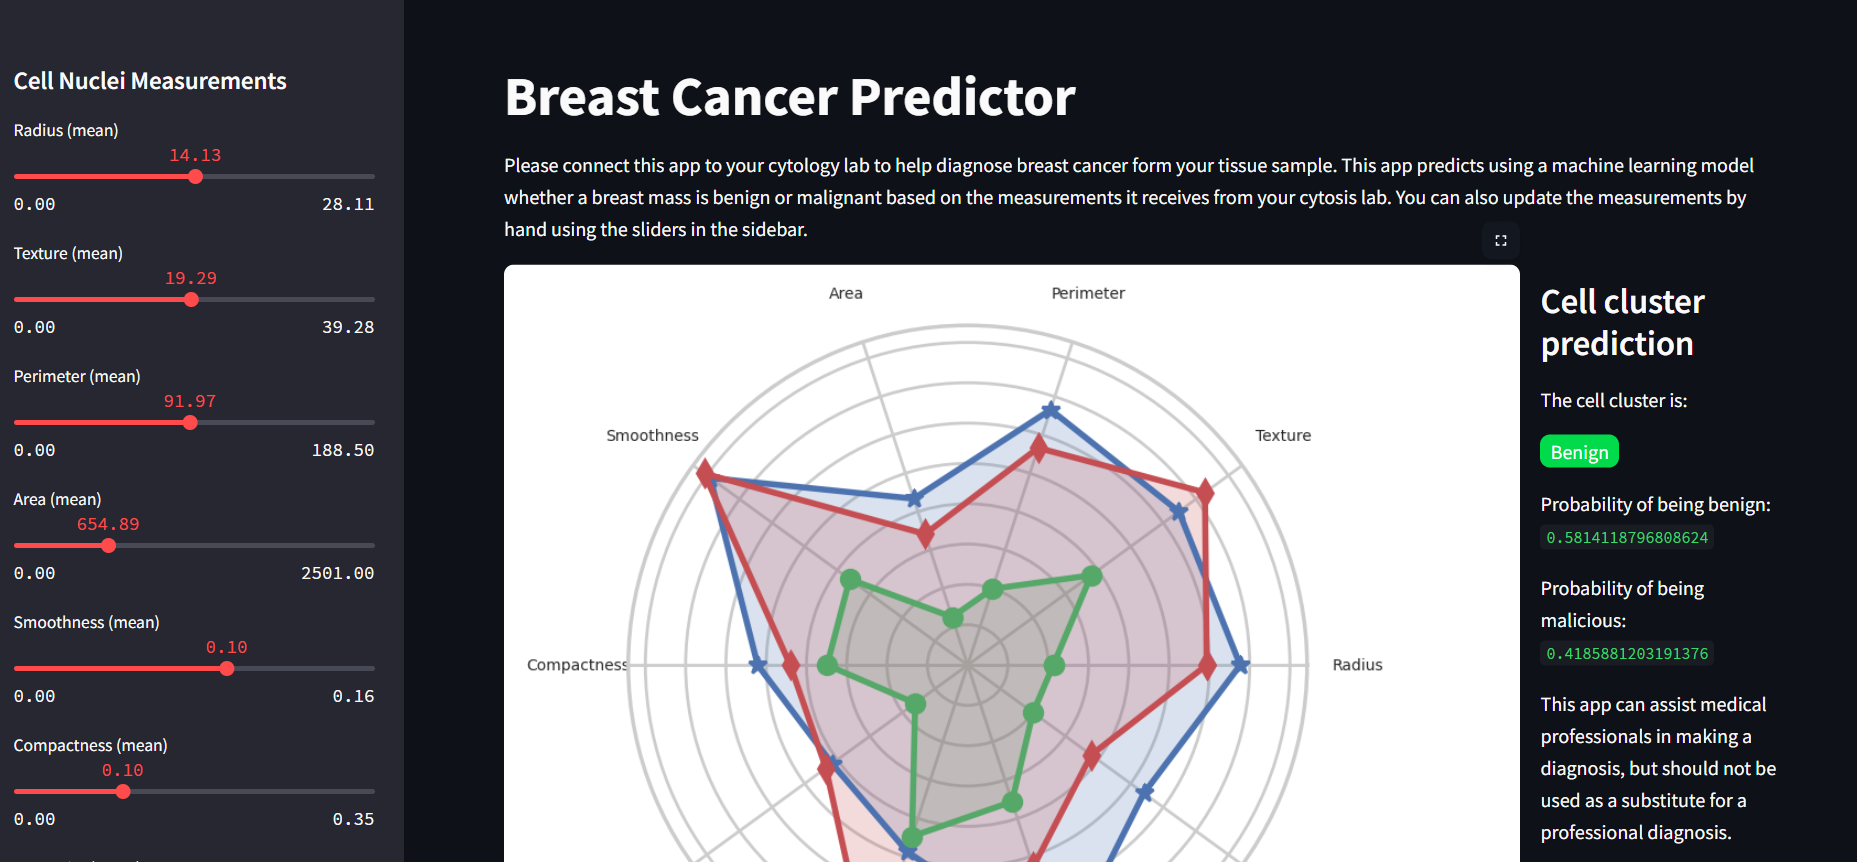 Cell Nuclei Measurements
Radius (mean)
14.13
0.00 28.11
Texture (mean)
19.29
0.00 39.28
Perimeter (mean)
91.97
0.00 188.50
Area (mean)
654.89
0.00 2501.00
Smoothness (mean)
0.10
0.00 0.16
Compactness (mean)
0.10
0.00 0.35
Breast Cancer Predictor
Please connect this app to your cytology lab to help diagnose breast cancer form your tissue sample. This app predicts using a machine learning model
whether a breast mass is benign or malignant based on the measurements it receives from your cytosis lab. You can also update the measurements by
hand using the sliders in the sidebar.
Area
Perimeter
Smoothness
Texture
Compactness
Radius
Cell cluster
prediction
The cell cluster is:
Benign
Probability of being benign:
0.5814118796808624
Probability of being
malicious:
0.4185881203191376
This app can assist medical
professionals in making a
diagnosis, but should not be
used as a substitute for a
professional diagnosis.